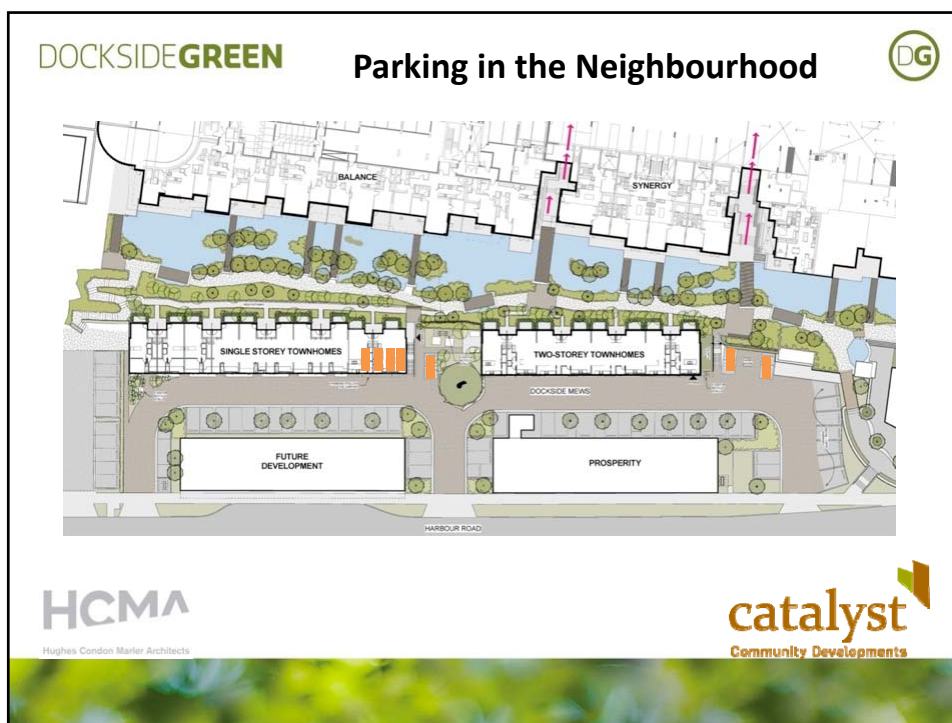 DOCKSIDEGREEN
Parking in the Neighbourhood
DG
BALANCE
SYNERGY
SINGLE STOREY TOWNHOMES
TWO-STOREY TOWNHOMES
DOCKSIDE MEWS
FUTURE
DEVELOPMENT
PROSPERITY
HARBOUR ROAD
HCMA
Hughes Condon Marler Architects
catalyst
Community Developments